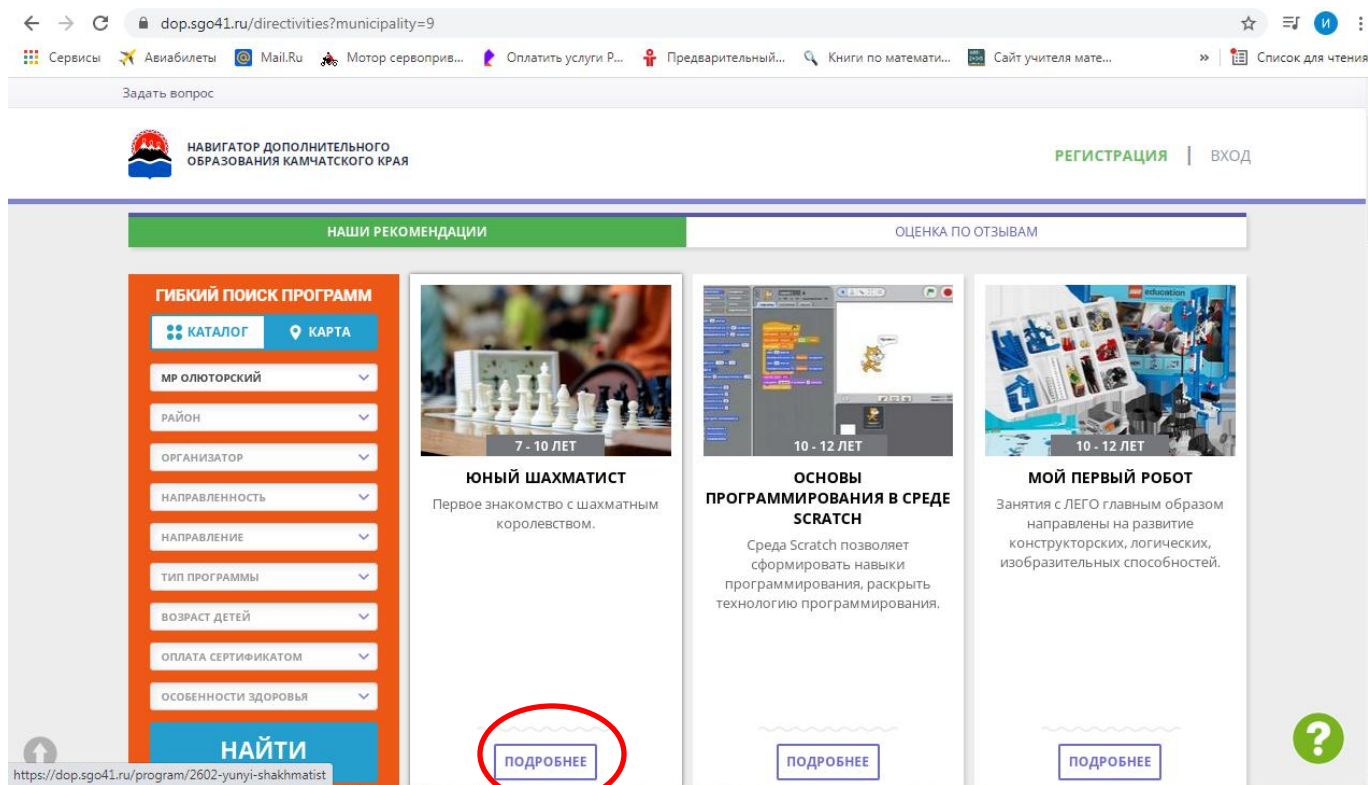 dop.sgo41.ru/directivities?municipality=9
И
Сервисы Авиабилеты Mail.Ru Мотор сервоприв... Оплатить услуги Р... Предварительный... Книги по математи... Сайт учителя мате... » Список для чтения
Задать вопрос
НАВИГАТОР ДОПОЛНИТЕЛЬНОГО
ОБРАЗОВАНИЯ КАМЧАТСКОГО КРАЯ
РЕГИСТРАЦИЯ | ВХОД
НАШИ РЕКОМЕНДАЦИИ
ОЦЕНКА ПО ОТЗЫВАМ
ГИБКИЙ ПОИСК ПРОГРАММ
КАТАЛОГ КАРТА
МР ОЛЮТОРСКИЙ
РАЙОН
ОРГАНИЗАТОР
НАПРАВЛЕННОСТЬ
НАПРАВЛЕНИЕ
ТИП ПРОГРАММЫ
ВОЗРАСТ ДЕТЕЙ
ОПЛАТА СЕРТИФИКАТОМ
ОСОБЕННОСТИ ЗДОРОВЬЯ
НАЙТИ
7 - 10 ЛЕТ
ЮНЫЙ ШАХМАТИСТ
Первое знакомство с шахматным
королевством.
ПОДРОБНЕЕ
10 - 12 ЛЕТ
ОСНОВЫ
ПРОГРАММИРОВАНИЯ В СРЕДЕ
SCRATCH
Среда Scratch позволяет
сформировать навыки
программирования, раскрыть
технологию программирования.
ПОДРОБНЕЕ
education
10 - 12 ЛЕТ
МОЙ ПЕРВЫЙ РОБОТ
Занятия с ЛЕГО главным образом
направлены на развитие
конструкторских, логических,
изобразительных способностей.
ПОДРОБНЕЕ
?
https://dop.sgo41.ru/program/2602-yunyi-shakhmatist